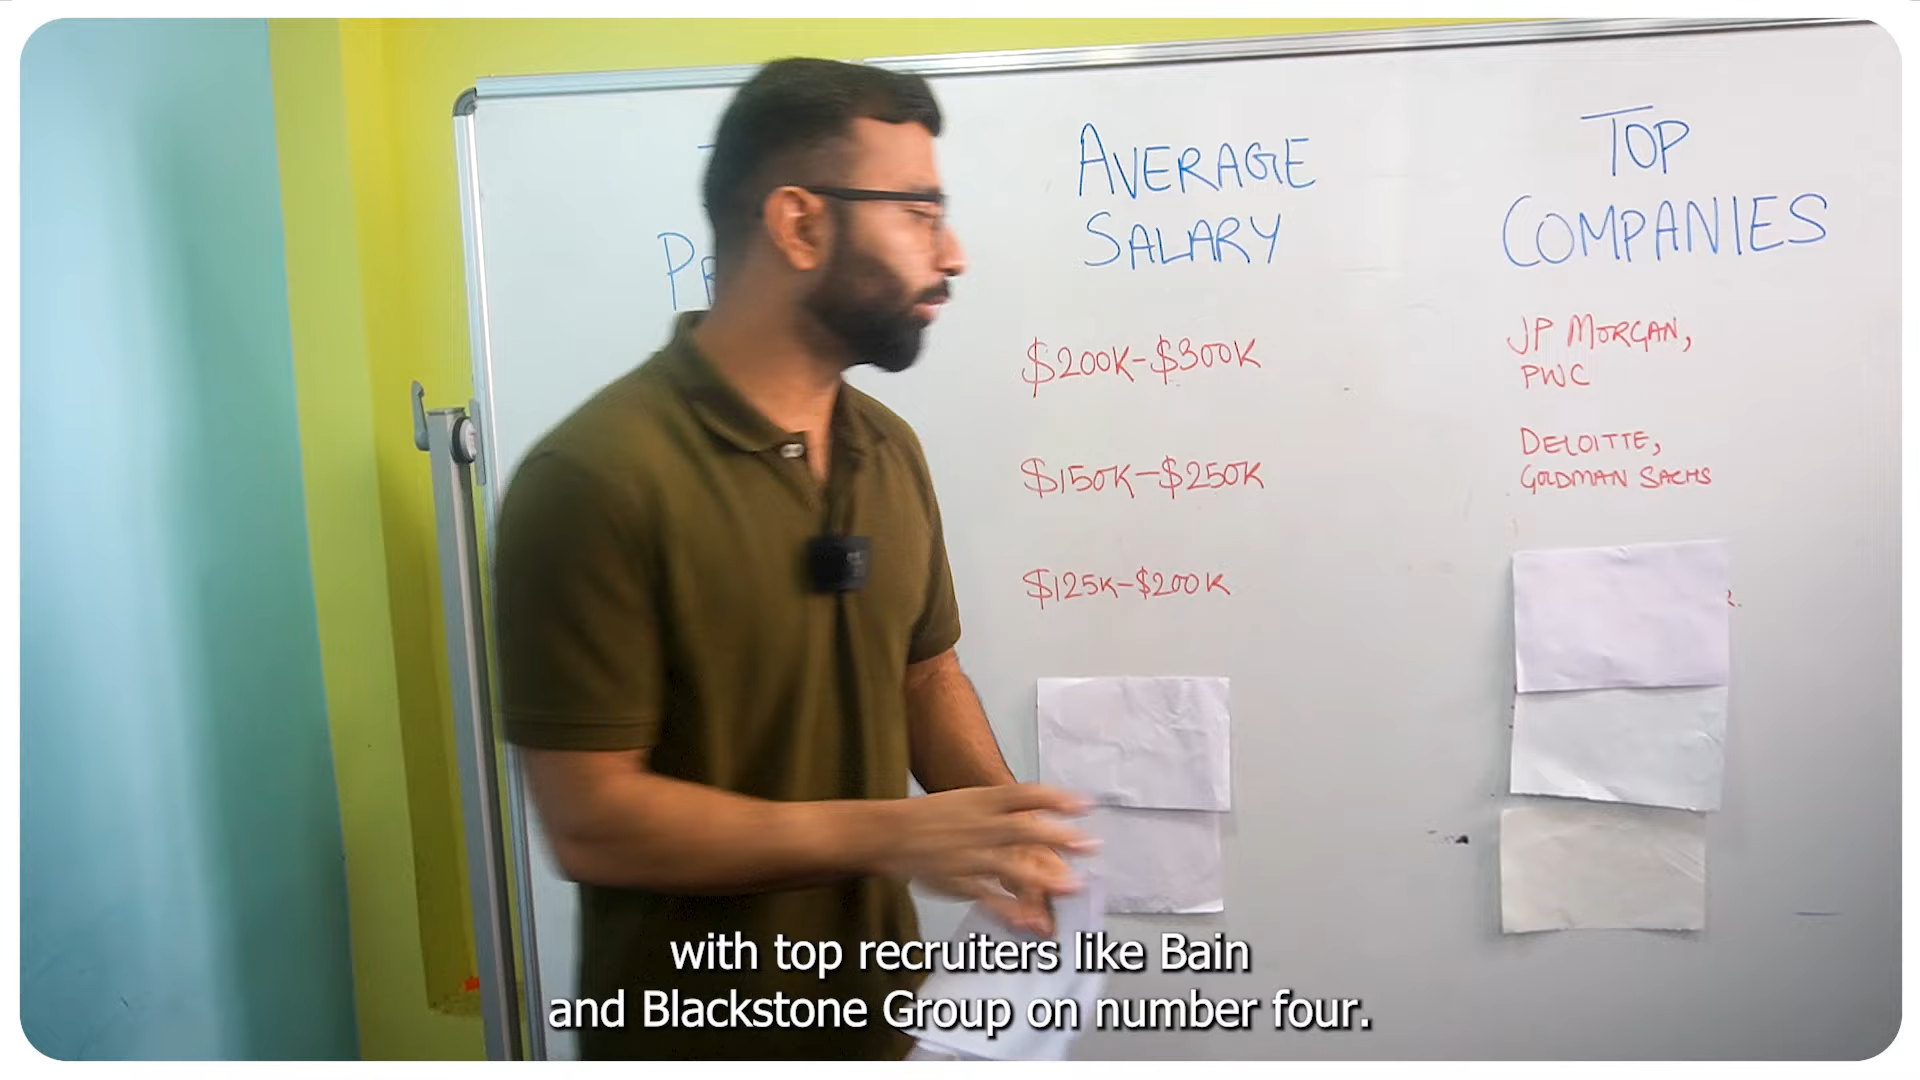 AVERAGE
SALARY
TOP
COMPANIES
$200K-$300K
JP MORGAN,
PWC
$150K-$250K
DELOITTE,
GOLDMAN SACHS
$125K-$200K
with top recruiters like Bain
and Blackstone Group on number four.